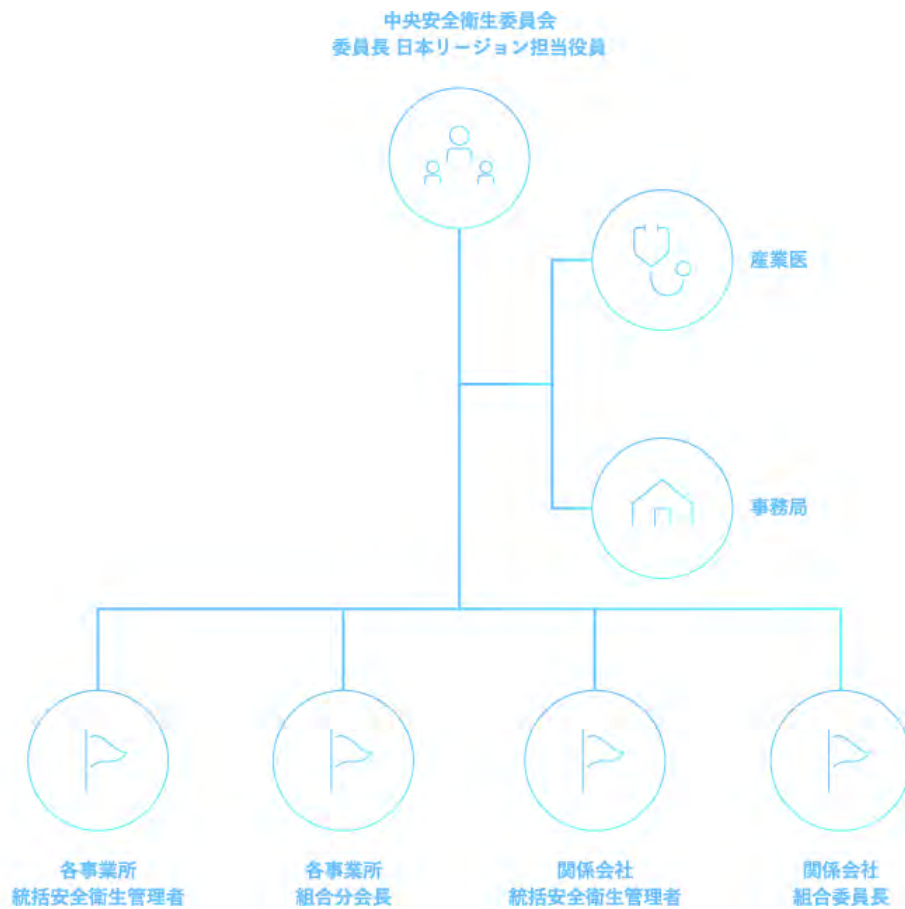 中央安全衛生委員会
委員長 日本リージョン担当役員
産業医
事務局
各事業所
統括安全衛生管理者
各事業所
組合分会長
関係会社
統括安全衛生管理者
関係会社
組合委員長